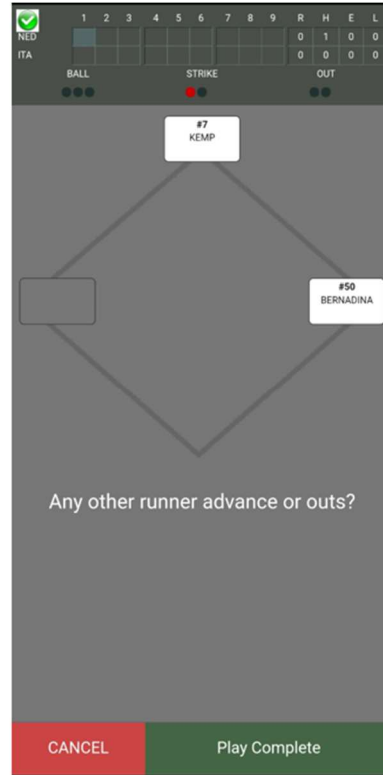 1 2 3 4 5 6 7 8 9 R H E L
NED 0 1 0 0
ITA 0 0 0 0
BALL STRIKE OUT
#7
KEMP
#50
BERNADINA
Any other runner advance or outs?
CANCEL Play Complete